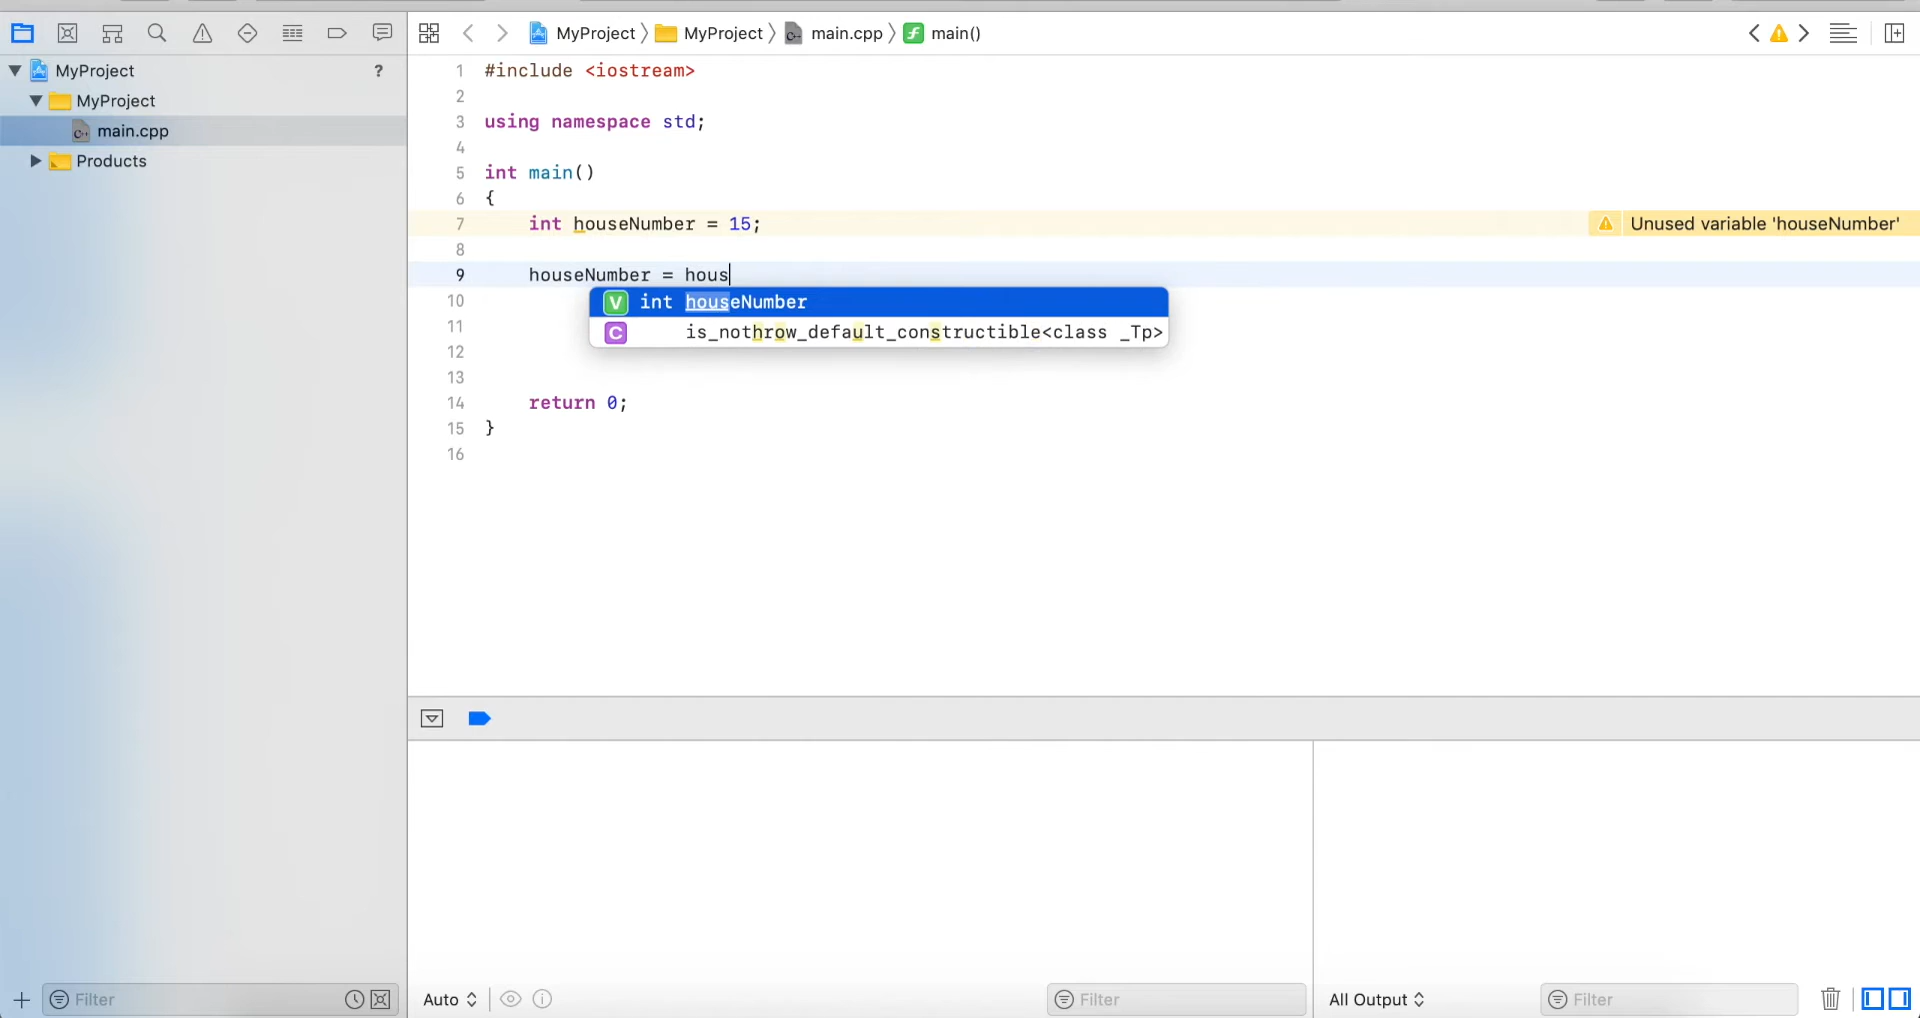 MyProject 〉 MyProject 〉 main.cpp 〉 main()
MyProject ?
MyProject
main.cpp
Products
1 #include <iostream>
2
3 using namespace std;
4
5 int main()
6 {
7 int houseNumber = 15;
Unused variable 'houseNumber'
8
9 houseNumber = hous
10
V int houseNumber
11
C is_nothrow_default_constructible<class _Tp>
12
13
14 return 0;
15 }
16
Filter
Auto
Filter
All Output
Filter